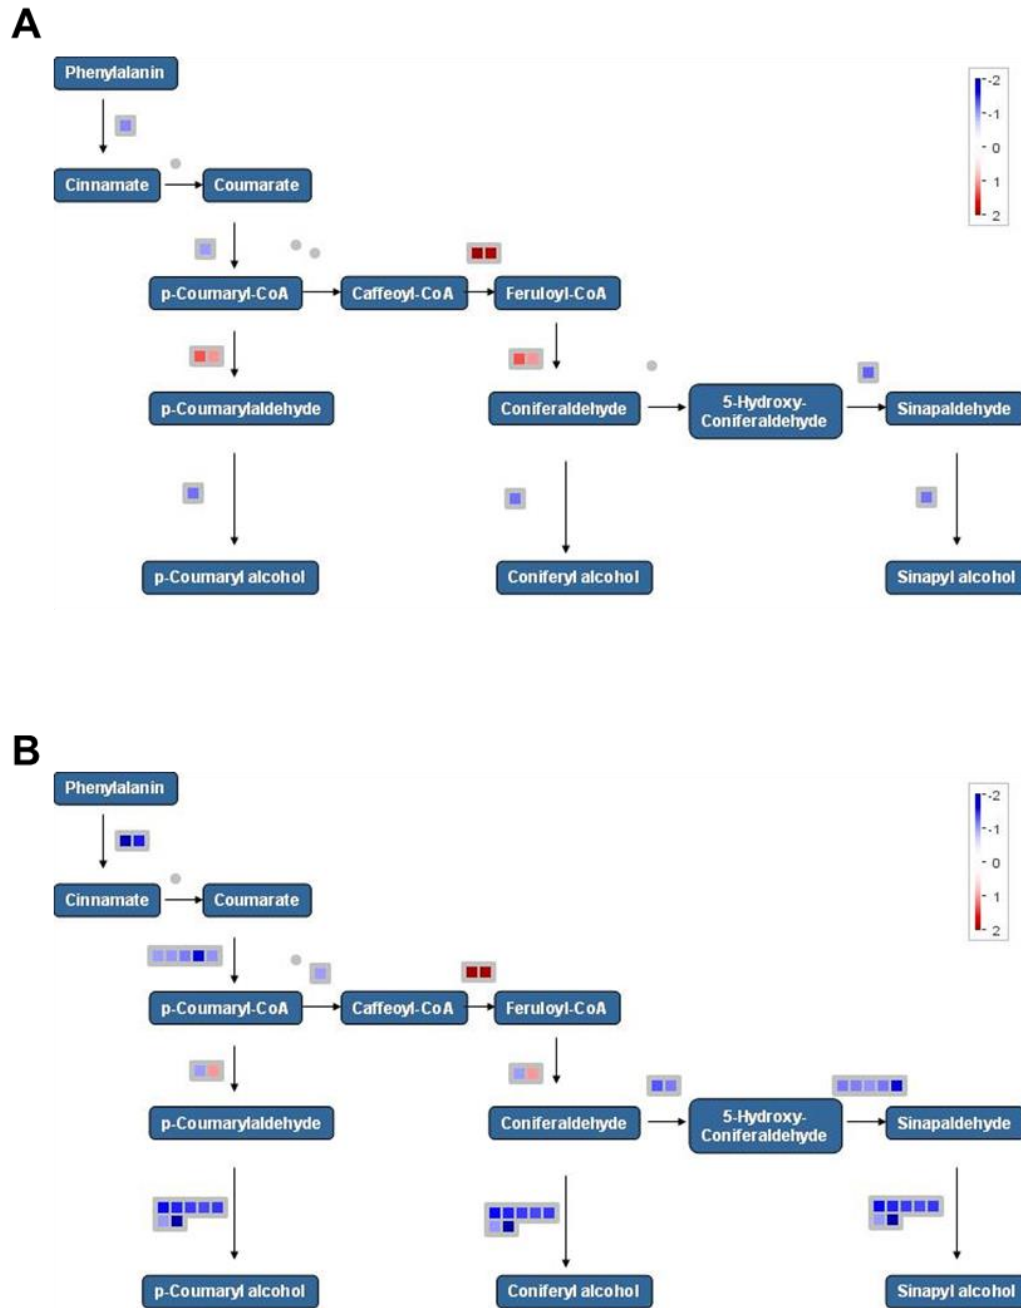 A
Phenylalanin
-2
-1
0
1
2
Cinnamate
Coumarate
p-Coumaryl-CoA
Caffeoyl-CoA
Feruloyl-CoA
p-Coumarylaldehyde
Coniferaldehyde
5-Hydroxy-
Coniferaldehyde
Sinapaldehyde
p-Coumaryl alcohol
Coniferyl alcohol
Sinapyl alcohol
B
Phenylalanin
-2
-1
0
1
2
Cinnamate
Coumarate
p-Coumaryl-CoA
Caffeoyl-CoA
Feruloyl-CoA
p-Coumarylaldehyde
Coniferaldehyde
5-Hydroxy-
Coniferaldehyde
Sinapaldehyde
p-Coumaryl alcohol
Coniferyl alcohol
Sinapyl alcohol